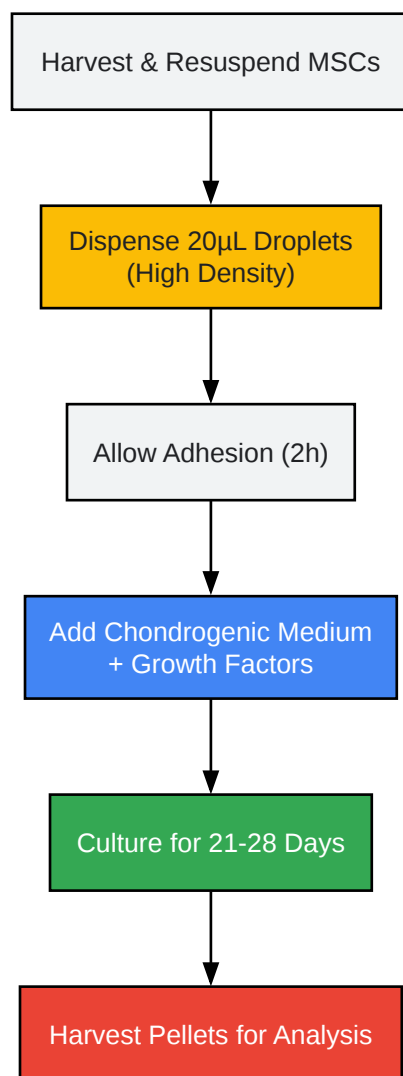 Harvest & Resuspend MSCs
Dispense 20µL Droplets
(High Density)
Allow Adhesion (2h)
Add Chondrogenic Medium
+ Growth Factors
Culture for 21-28 Days
Harvest Pellets for Analysis